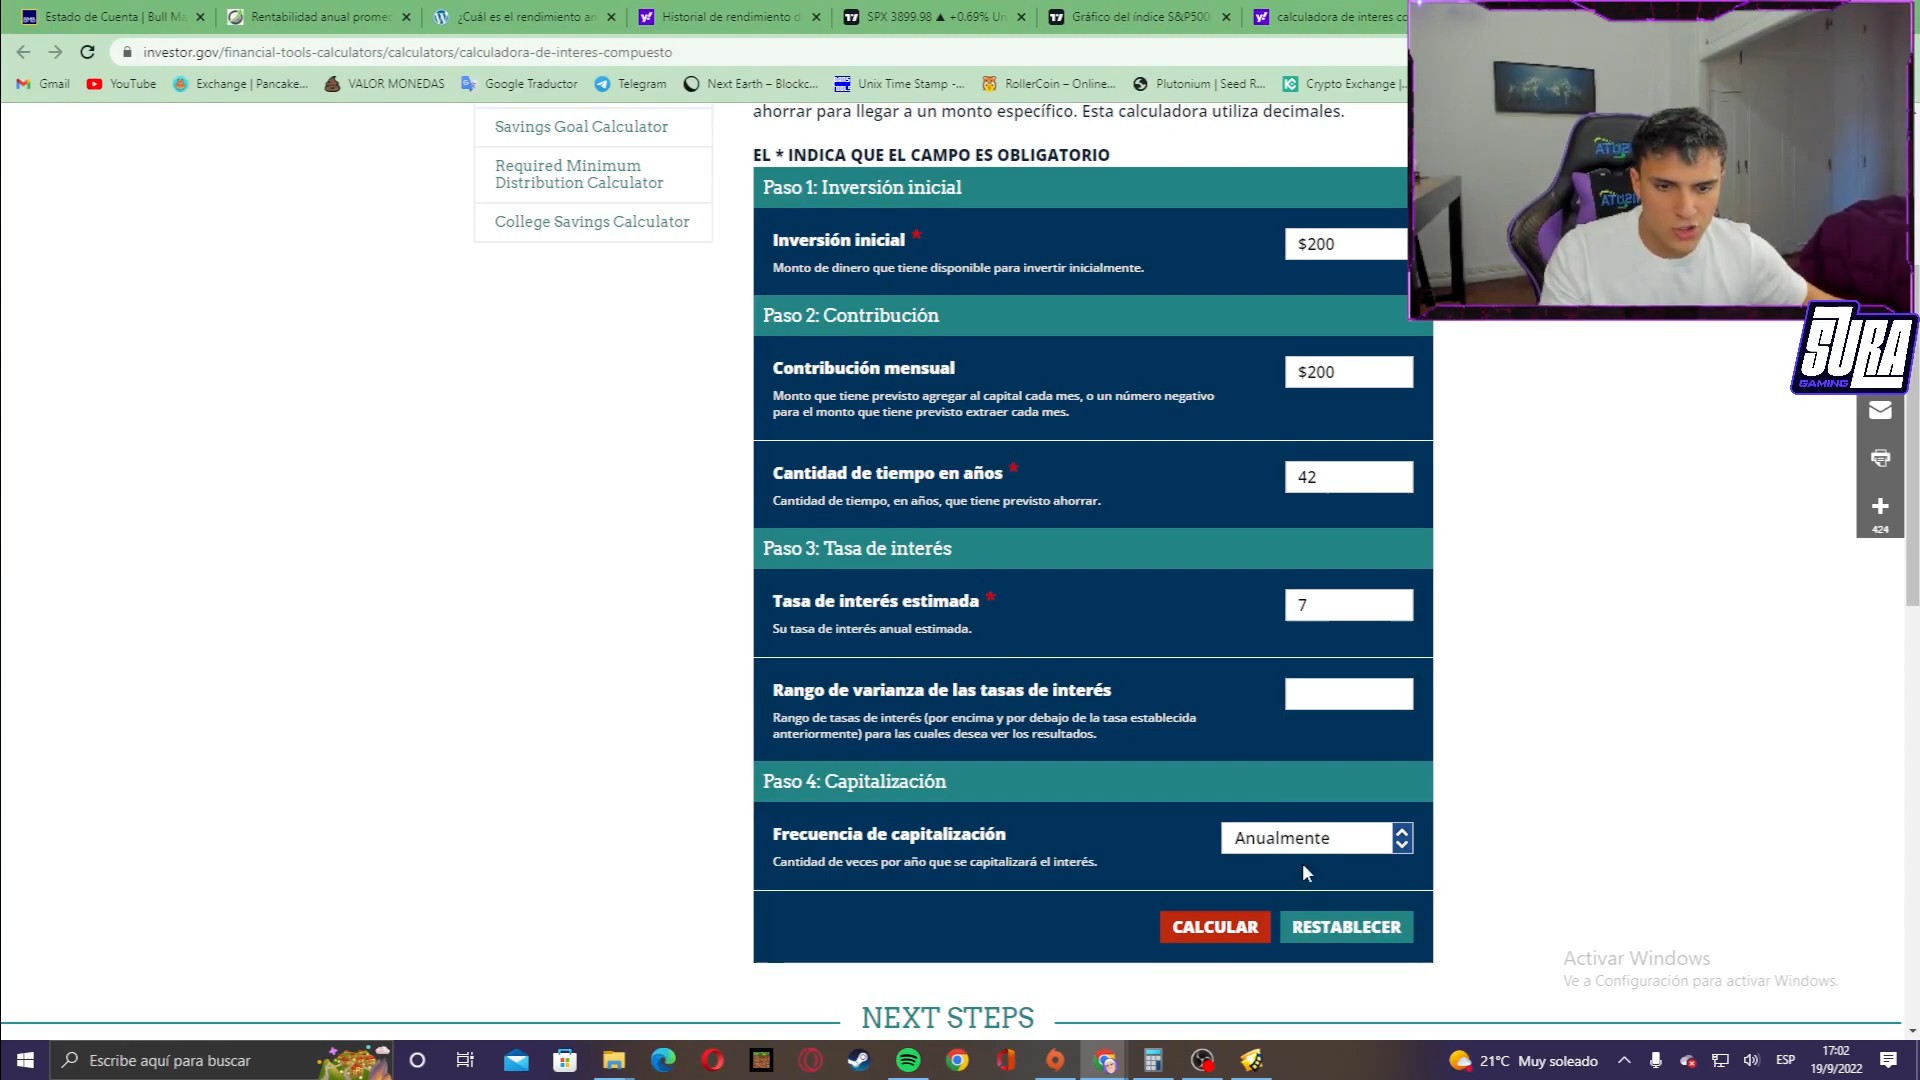 Estado de Cuenta | Bull Ma
Rentabilidad anual prome
¿Cuál es el rendimiento an
Historial de rendimiento d
SPX 3899.98 ▲ +0.69% Un
Gráfico del índice S&P500
calculadora de interes co
investor.gov/financial-tools-calculators/calculators/calculadora-de-interes-compuesto
Gmail
YouTube
Exchange | Pancake...
VALOR MONEDAS
Google Traductor
Telegram
Next Earth – Blockc...
Unix Time Stamp -...
RollerCoin – Online...
Plutonium | Seed R...
Crypto Exchange |...
Savings Goal Calculator
Required Minimum
Distribution Calculator
College Savings Calculator
ahorrar para llegar a un monto específico. Esta calculadora utiliza decimales.
EL * INDICA QUE EL CAMPO ES OBLIGATORIO
Paso 1: Inversión inicial
Inversión inicial *
$200
Monto de dinero que tiene disponible para invertir inicialmente.
Paso 2: Contribución
Contribución mensual
$200
Monto que tiene previsto agregar al capital cada mes, o un número negativo
para el monto que tiene previsto extraer cada mes.
Cantidad de tiempo en años *
42
Cantidad de tiempo, en años, que tiene previsto ahorrar.
Paso 3: Tasa de interés
Tasa de interés estimada *
7
Su tasa de interés anual estimada.
Rango de varianza de las tasas de interés
Rango de tasas de interés (por encima y por debajo de la tasa establecida
anteriormente) para las cuales desea ver los resultados.
Paso 4: Capitalización
Frecuencia de capitalización
Anualmente
Cantidad de veces por año que se capitalizará el interés.
CALCULAR
RESTABLECER
NEXT STEPS
SURA
GAMING
424
Activar Windows
Ve a Configuración para activar Windows.
Escribe aquí para buscar
21°C Muy soleado
ESP
17:02
19/9/2022